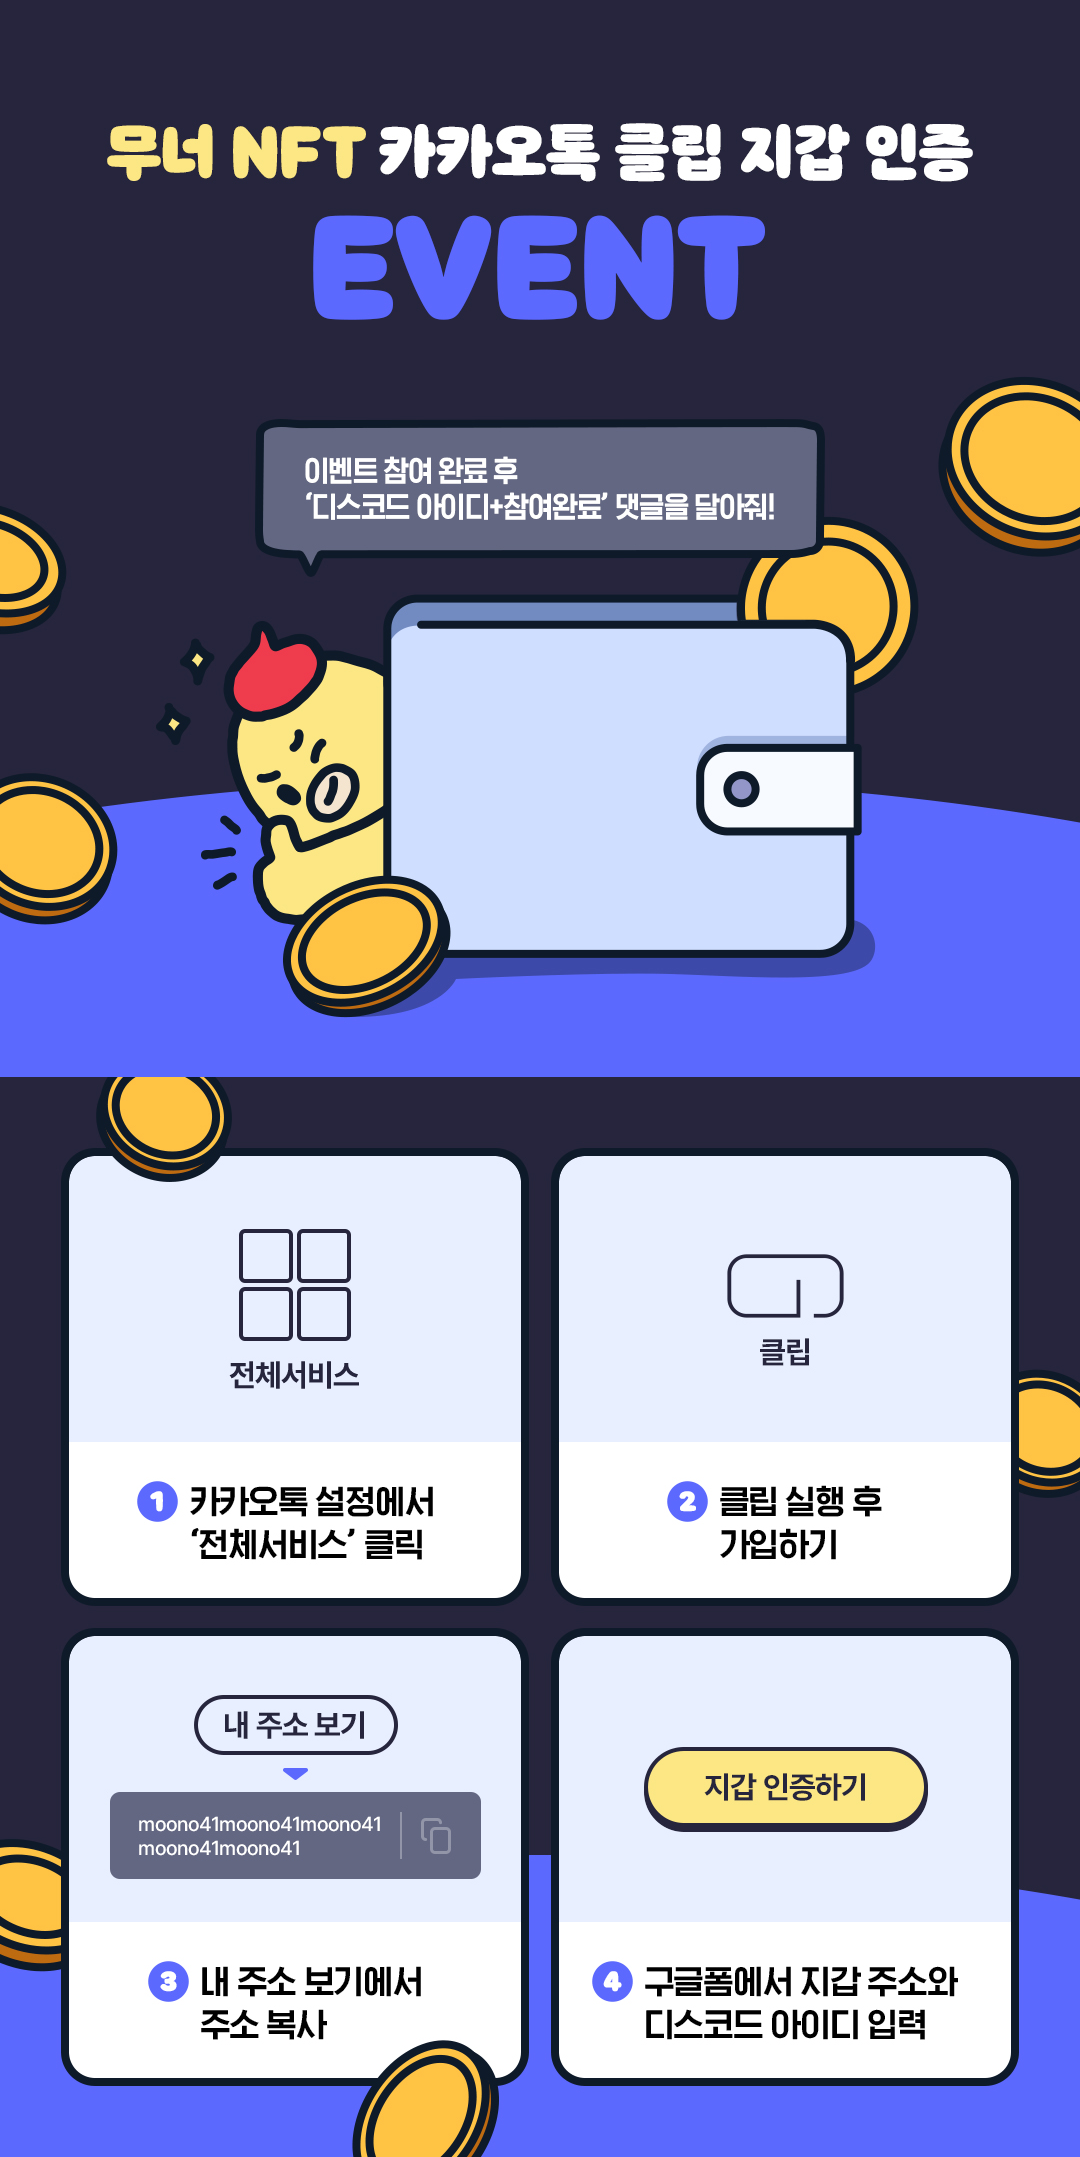 무너 NFT 카카오톡 클립 지갑 인증
EVENT
이벤트 참여 완료 후
‘디스코드 아이디+참여완료’ 댓글을 달아줘!
전체서비스
1 카카오톡 설정에서
‘전체서비스’ 클릭
클립
2 클립 실행 후
가입하기
내 주소 보기
moono41moono41moono41
moono41moono41
3 내 주소 보기에서
주소 복사
지갑 인증하기
4 구글폼에서 지갑 주소와
디스코드 아이디 입력